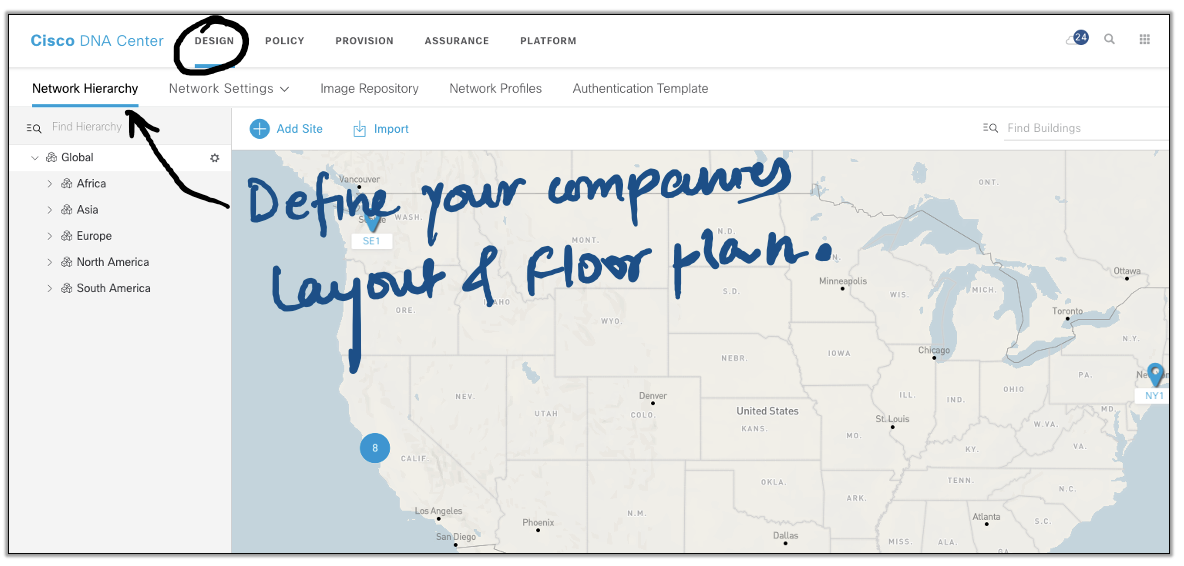 Cisco DNA Center DESIGN POLICY PROVISION ASSURANCE PLATFORM 24
Network Hierarchy Network Settings Image Repository Network Profiles Authentication Template
Find Hierarchy
Add Site Import Find Buildings
Global
Africa
Asia
Europe
North America
South America
Define your companies
Layout & floor plan.
Vancouver
WASH.
SE1
MONT.
N.D.
ONT.
Minneapolis
Ottawa
ORE.
WYO.
S.D.
WIS.
MICH.
Toronto
IOWA
Chicago
N.Y.
NEBR.
PA.
NY1
NEV.
UTAH
Denver
COLO.
United States
KANS.
ILL.
IND.
OHIO
MD.
St. Louis
MO.
W.VA.
VA.
8
CALIF.
KY.
OKLA.
TENN.
N.C.
ARK.
Los Angeles
Phoenix
N.M.
Atlanta
S.C.
San Diego
Dallas
MISS.
ALA.
GA.